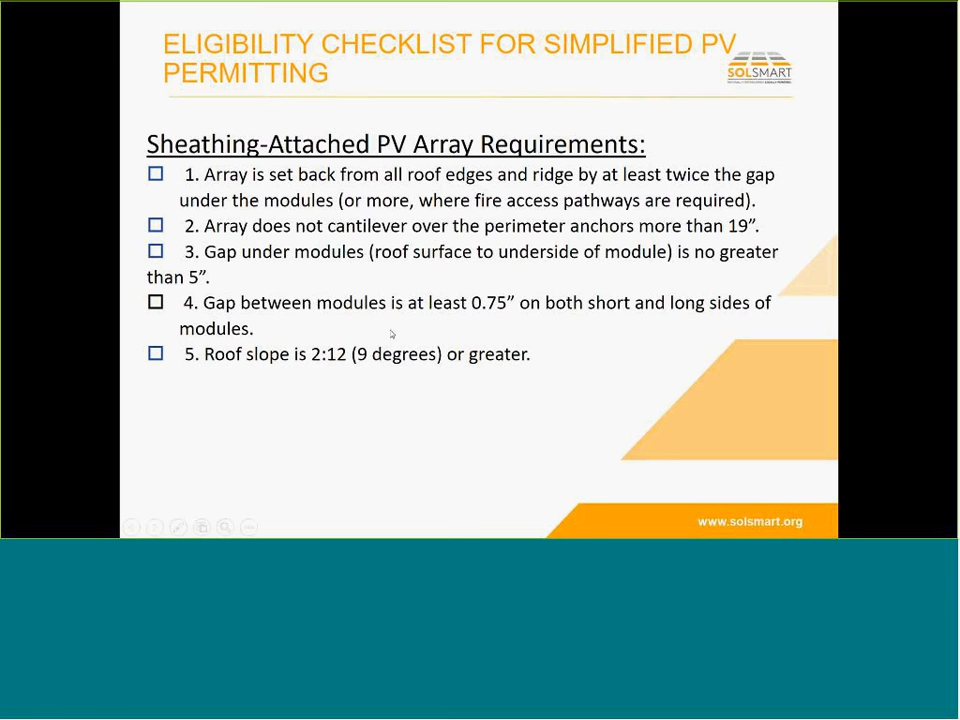 ELIGIBILITY CHECKLIST FOR SIMPLIFIED PV
PERMITTING
SOLSMART
Sheathing-Attached PV Array Requirements:
1. Array is set back from all roof edges and ridge by at least twice the gap
under the modules (or more, where fire access pathways are required).
2. Array does not cantilever over the perimeter anchors more than 19”.
3. Gap under modules (roof surface to underside of module) is no greater
than 5”.
4. Gap between modules is at least 0.75” on both short and long sides of
modules.
5. Roof slope is 2:12 (9 degrees) or greater.
www.solsmart.org